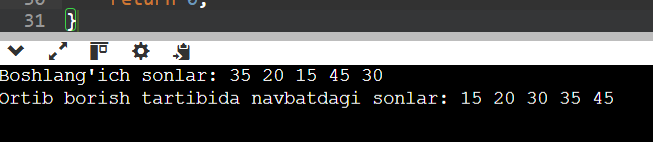 30 return 0;
31 }
Boshlang'ich sonlar: 35 20 15 45 30
Ortib borish tartibida navbatdagi sonlar: 15 20 30 35 45